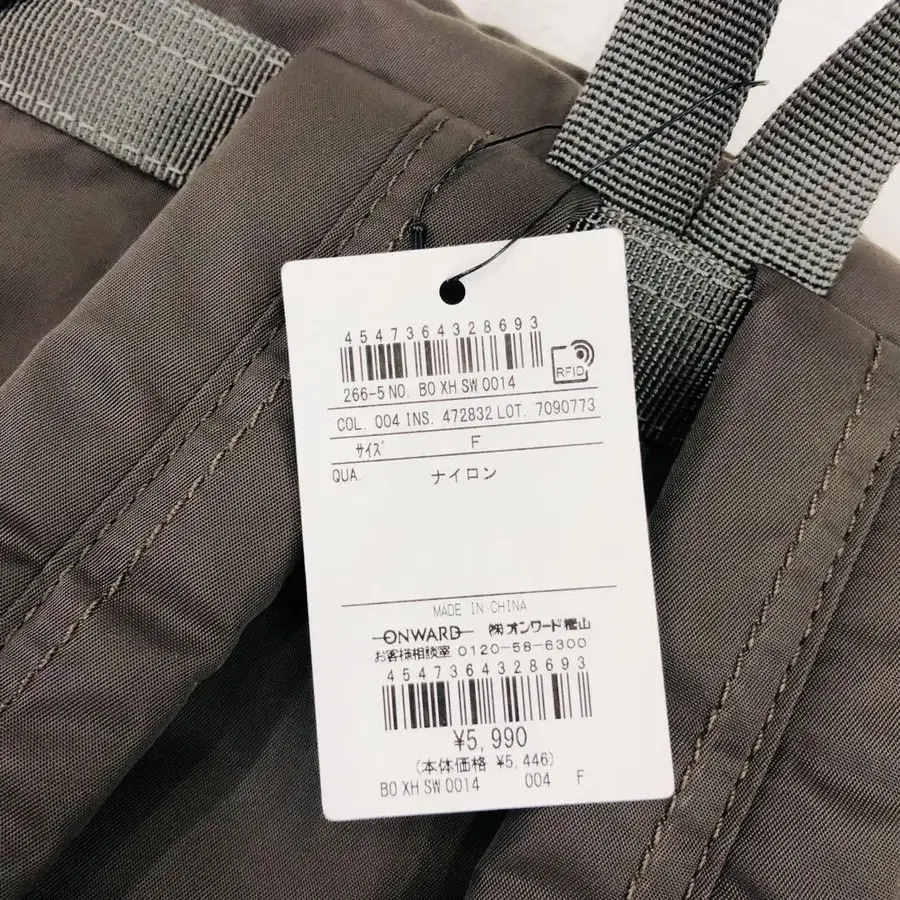 4547364328693
266-5 NO. BO XH SW 0014
RFID
COL. 004 INS. 472832 LOT. 7090773
サイズ F
QUA. ナイロン
MADE IN CHINA
ONWARD ㈱オンワード樫山
お客様相談室 0120-58-6300
4547364328693
¥5,990
(本体価格 ¥5,446)
BO XH SW 0014 004 F